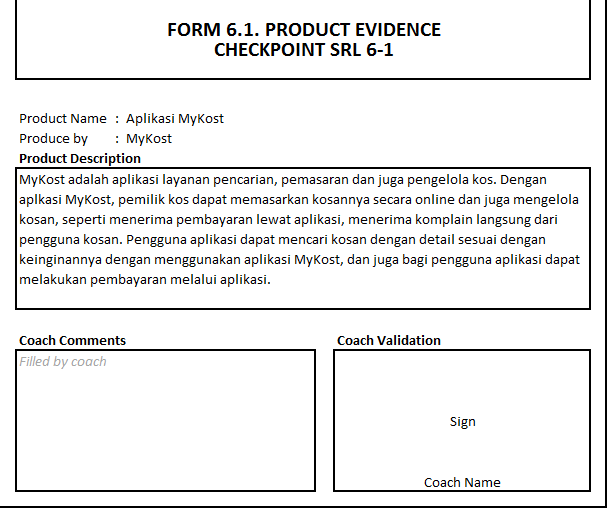 FORM 6.1. PRODUCT EVIDENCE
CHECKPOINT SRL 6-1
Product Name : Aplikasi MyKost
Produce by : MyKost
Product Description
MyKost adalah aplikasi layanan pencarian, pemasaran dan juga pengelola kos. Dengan
aplkasi MyKost, pemilik kos dapat memasarkan kosannya secara online dan juga mengelola
kosan, seperti menerima pembayaran lewat aplikasi, menerima komplain langsung dari
pengguna kosan. Pengguna aplikasi dapat mencari kosan dengan detail sesuai dengan
keinginannya dengan menggunakan aplikasi MyKost, dan juga bagi pengguna aplikasi dapat
melakukan pembayaran melalui aplikasi.
Coach Comments
Filled by coach
Coach Validation
Sign
Coach Name